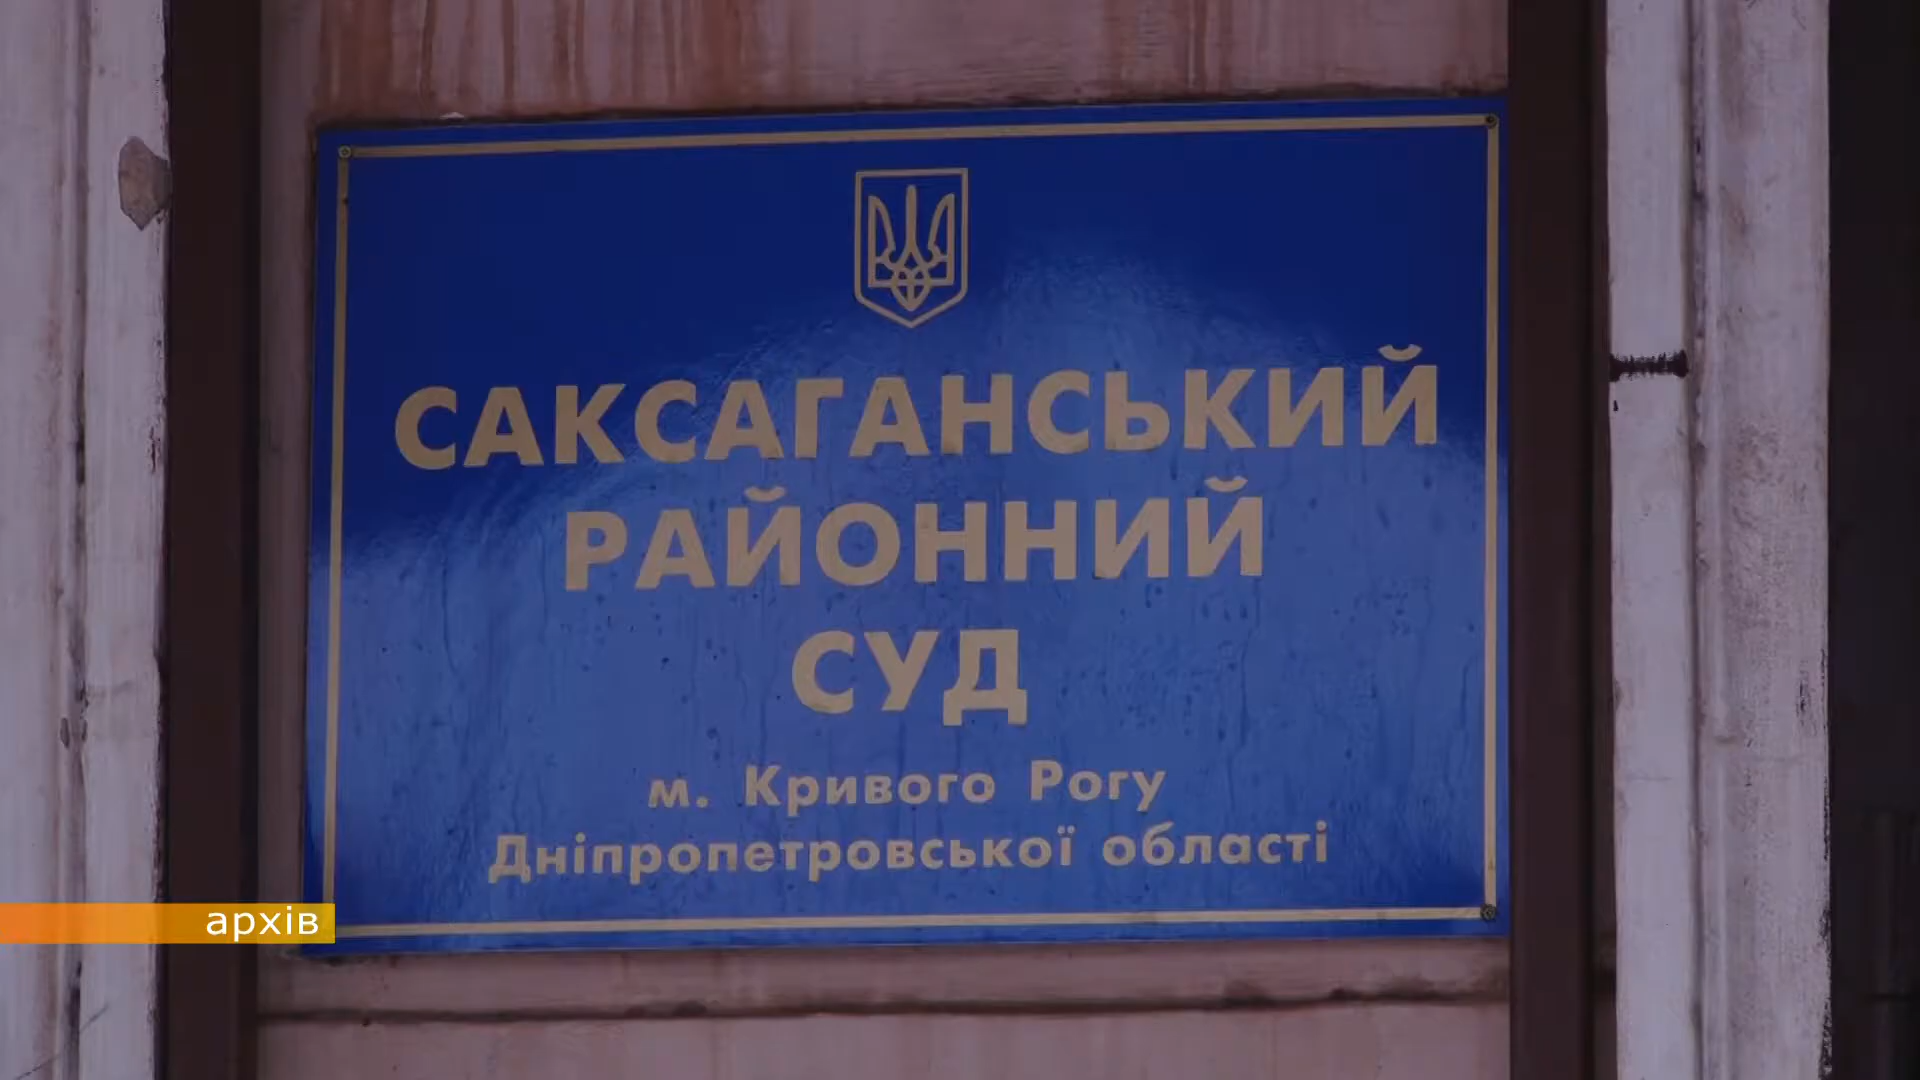 САКСАГАНСЬКИЙ
РАЙОННИЙ
СУД
м. Кривого Рогу
Дніпропетровської області
архів